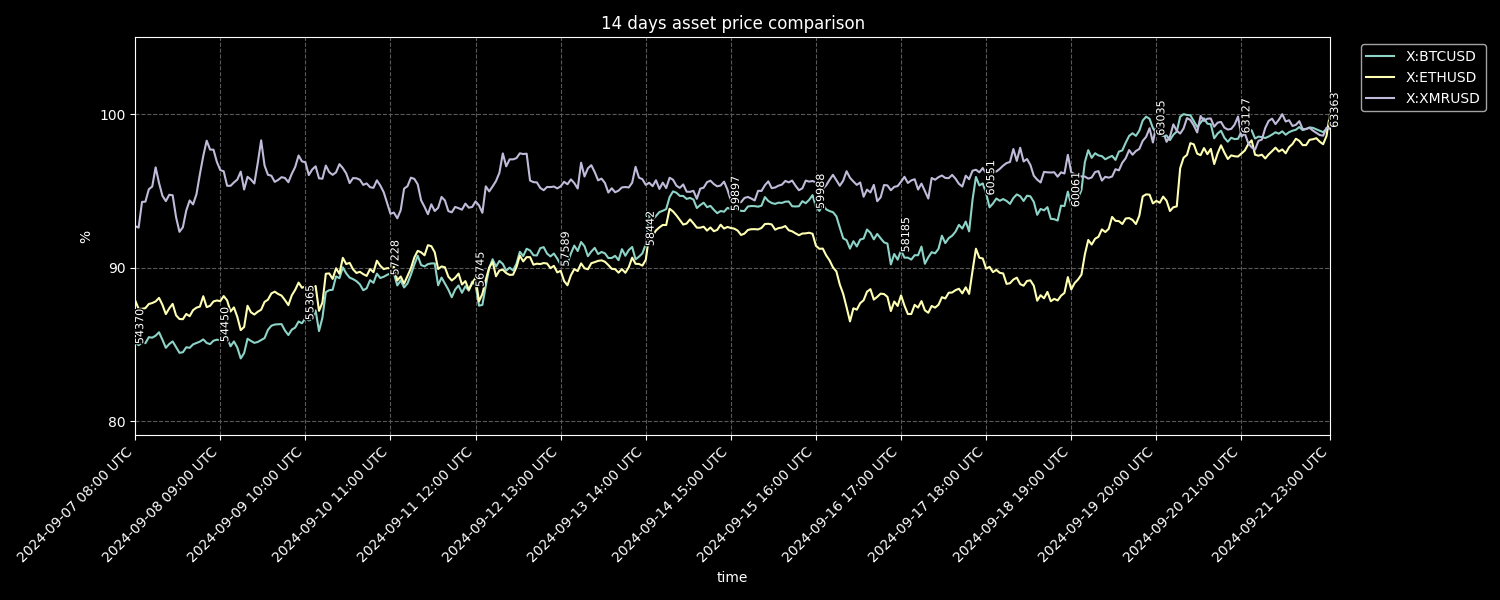 14 days asset price comparison
X:BTCUSD
X:ETHUSD
X:XMRUSD
%
100
90
80
54370
54450
55365
57228
56745
57589
58442
59897
59988
58185
60551
60061
63035
63127
63363
2024-09-07 08:00 UTC
2024-09-08 09:00 UTC
2024-09-09 10:00 UTC
2024-09-10 11:00 UTC
2024-09-11 12:00 UTC
2024-09-12 13:00 UTC
2024-09-13 14:00 UTC
2024-09-14 15:00 UTC
2024-09-15 16:00 UTC
2024-09-16 17:00 UTC
2024-09-17 18:00 UTC
2024-09-18 19:00 UTC
2024-09-19 20:00 UTC
2024-09-20 21:00 UTC
2024-09-21 23:00 UTC
time